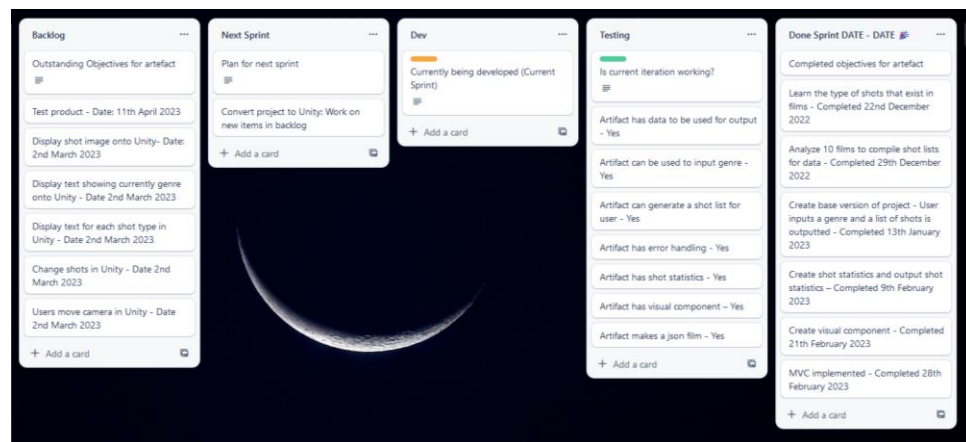 Backlog
Outstanding Objectives for artefact
Test product - Date: 11th April 2023
Display shot image onto Unity- Date:
2nd March 2023
Display text showing currently genre
onto Unity - Date 2nd March 2023
Display text for each shot type in
Unity - Date 2nd March 2023
Change shots in Unity - Date 2nd
March 2023
Users move camera in Unity - Date
2nd March 2023
+ Add a card
Next Sprint
Plan for next sprint
Convert project to Unity: Work on
new items in backlog
+ Add a card
Dev
Currently being developed (Current
Sprint)
+ Add a card
Testing
Is current iteration working?
Artifact has data to be used for output
- Yes
Artifact can be used to input genre -
Yes
Artifact can generate a shot list for
user - Yes
Artifact has error handling - Yes
Artifact has shot statistics - Yes
Artifact has visual component – Yes
Artifact makes a json film - Yes
+ Add a card
Done Sprint DATE - DATE 🎉
Completed objectives for artefact
Learn the type of shots that exist in
films - Completed 22nd December
2022
Analyze 10 films to compile shot lists
for data - Completed 29th December
2022
Create base version of project - User
inputs a genre and a list of shots is
outputted - Completed 13th January
2023
Create shot statistics and output shot
statistics – Completed 9th February
2023
Create visual component - Completed
21th February 2023
MVC implemented - Completed 28th
February 2023
+ Add a card